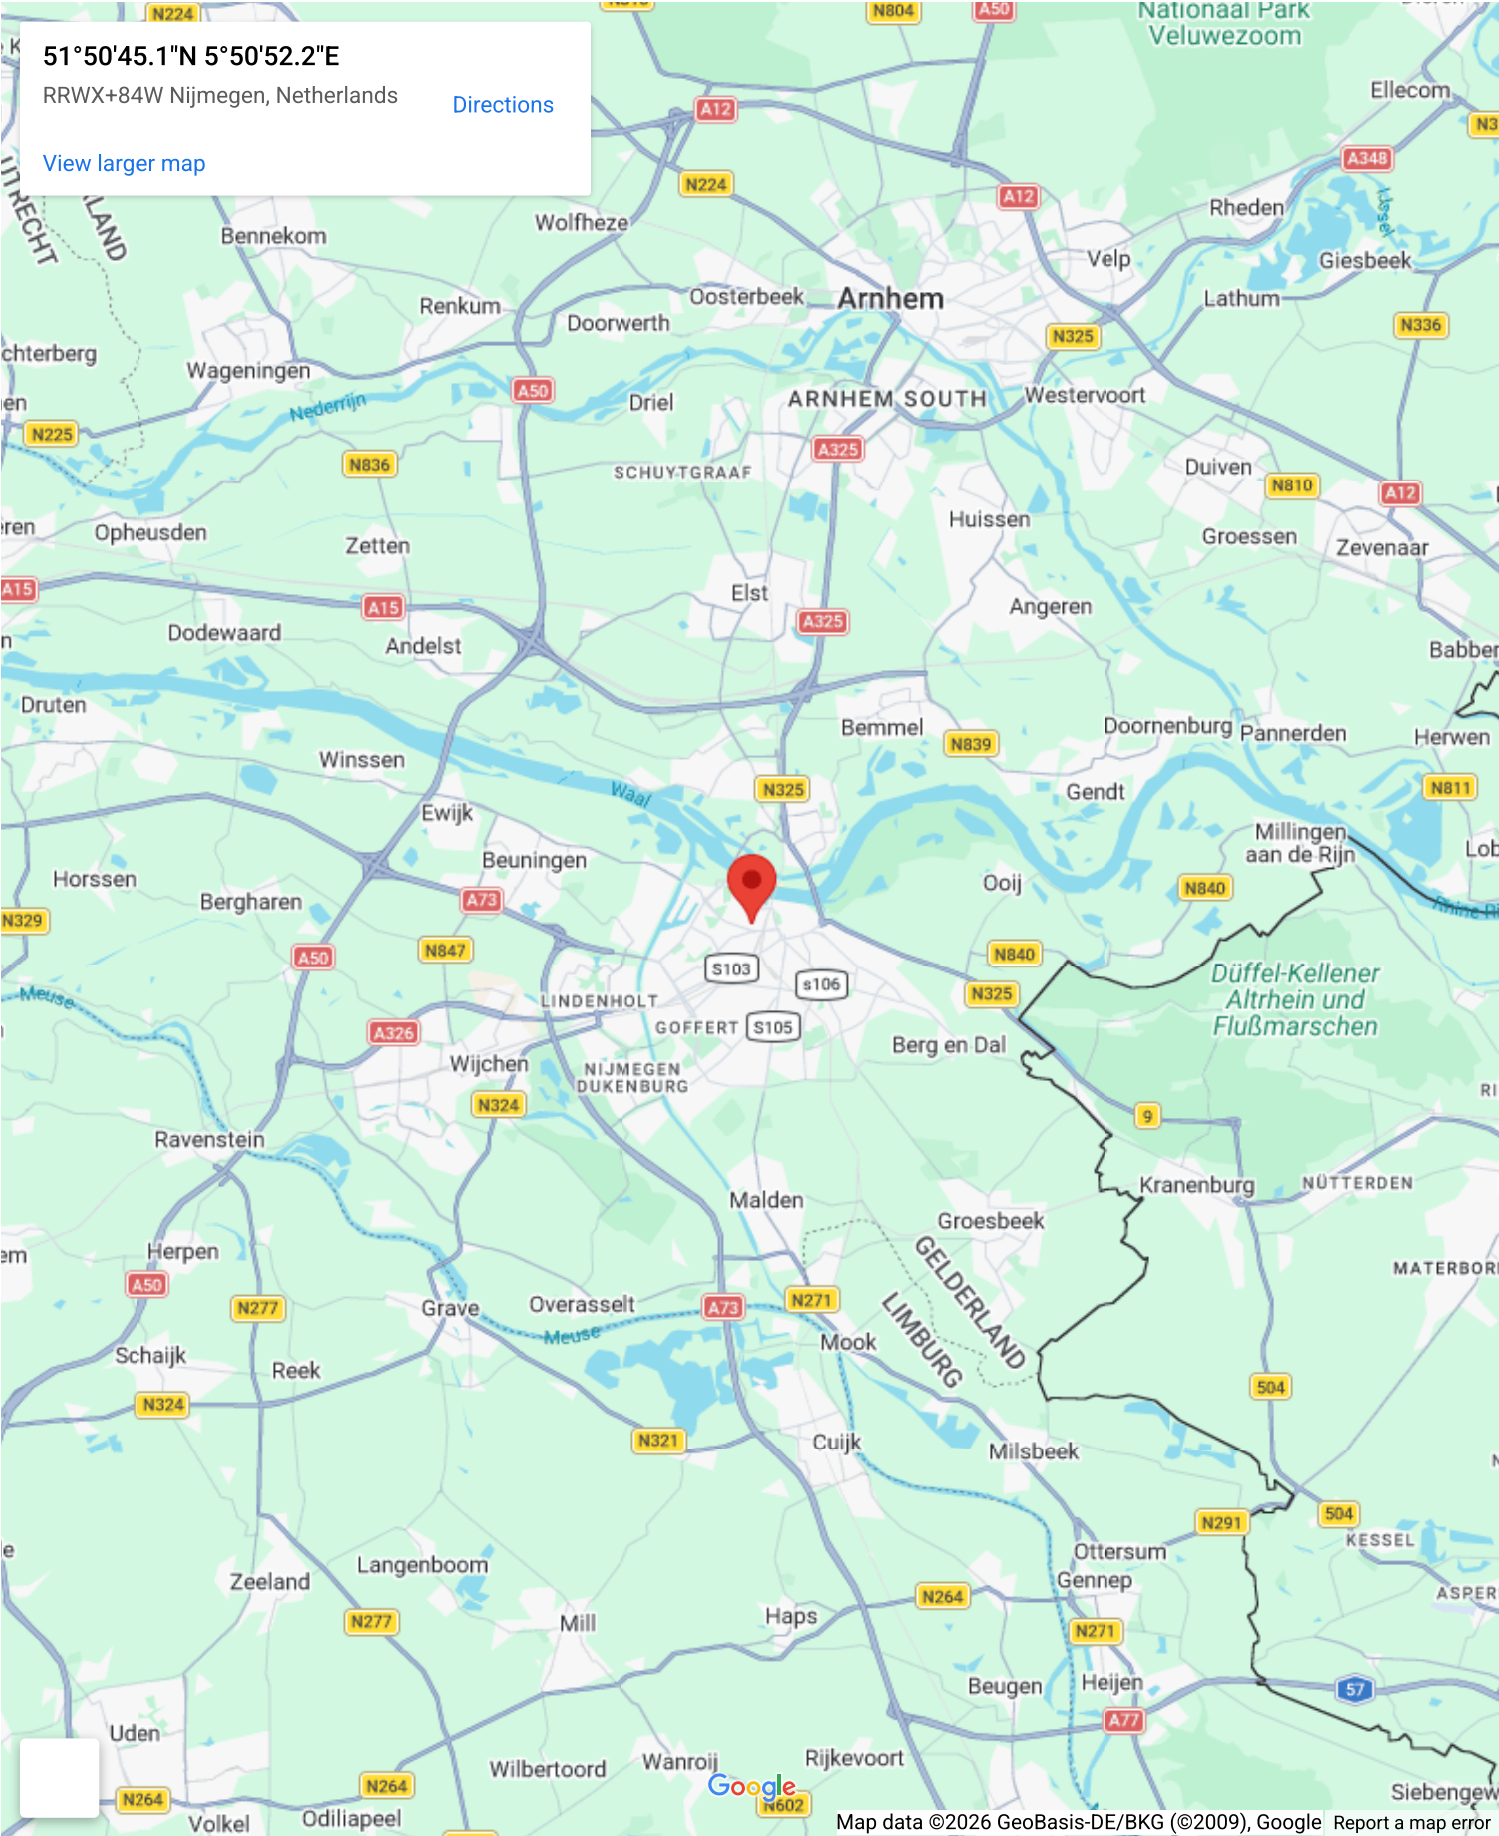 51°50'45.1"N 5°50'52.2"E
RRWX+84W Nijmegen, Netherlands
Directions
View larger map
N224
N804
A50
Nationaal Park
Veluwezoom
Ellecom
A12
A348
N224
A12
Rheden
IJssel
UTRECHT
Wolfheze
Bennekom
Velp
Giesbeek
Renkum
Oosterbeek
Arnhem
Lathum
Doorwerth
N325
N336
chterberg
Wageningen
A50
Nederrijn
Driel
ARNHEM SOUTH
Westervoort
N225
A325
N836
SCHUYTGRAAF
Duiven
N810
A12
Huissen
Opheusden
Zetten
Groessen
Zevenaar
A15
A15
Elst
Angeren
A325
Dodewaard
Andelst
Druten
Bemmel
Doornenburg
Pannerden
Herwen
N839
Winssen
Waal
N325
Gendt
N811
Ewijk
Millingen
aan de Rijn
Beuningen
Horssen
Ooij
N840
Bergharen
A73
N329
N847
A50
N840
S103
s106
N325
Düffel-Kellener
Altrhein und
Flußmarschen
Meuse
LINDENHOLT
GOFFERT
S105
A326
Berg en Dal
Wijchen
NIJMEGEN
DUKENBURG
N324
9
Ravenstein
Kranenburg
NÜTTERDEN
Malden
Groesbeek
Herpen
GELDERLAND
LIMBURG
A50
N277
Grave
Overasselt
A73
N271
Meuse
Mook
Schaijk
Reek
504
N324
N321
Cuijk
Milsbeek
N291
504
KESSEL
Ottersum
Langenboom
Gennep
Zeeland
N264
N277
Mill
Haps
N271
Beugen
Heijen
57
A77
Uden
Wanroij
Rijkevoort
Wilbertoord
Google
N264
N264
N602
Siebengew
Volkel
Odiliapeel
Map data ©2026 GeoBasis-DE/BKG (©2009), Google
Report a map error